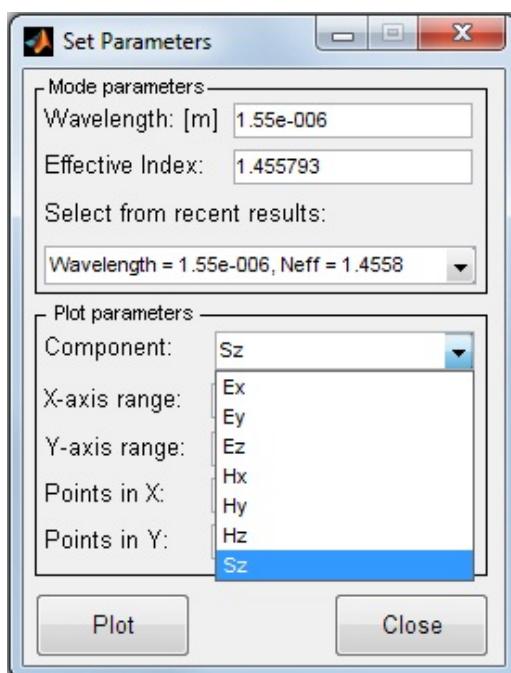 Set Parameters
Mode parameters
Wavelength: [m] 1.55e-006
Effective Index: 1.455793
Select from recent results:
Wavelength = 1.55e-006, Neff = 1.4558
Plot parameters
Component: Sz
X-axis range:
Y-axis range:
Points in X:
Points in Y:
Ex
Ey
Ez
Hx
Hy
Hz
Sz
Plot Close